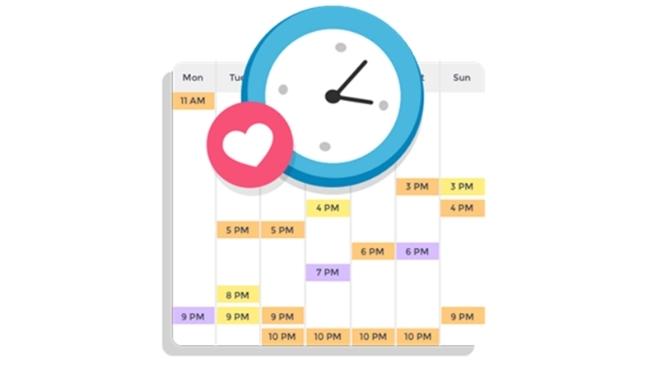 Mon Tue Sun
11 AM
3 PM 3 PM
4 PM 4 PM
5 PM 5 PM
6 PM 6 PM
7 PM
8 PM
9 PM 9 PM 9 PM 9 PM
10 PM 10 PM 10 PM 10 PM